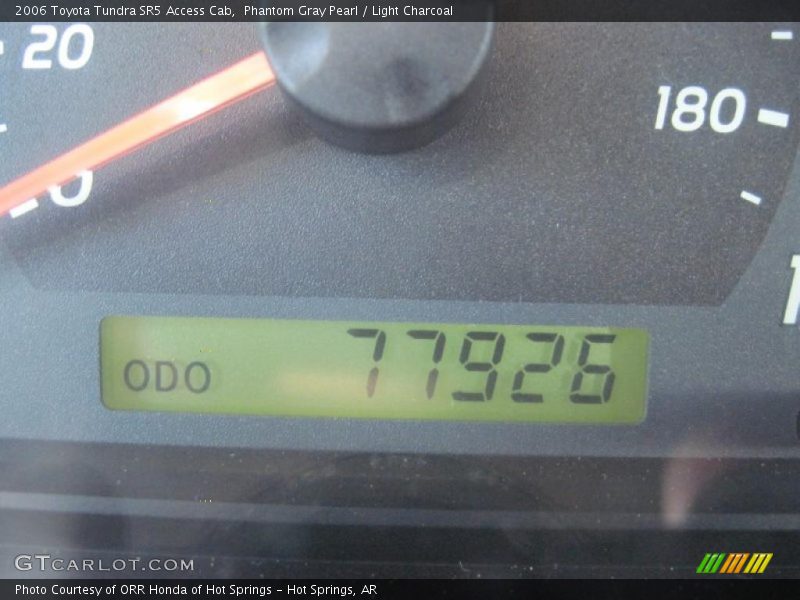 2006 Toyota Tundra SR5 Access Cab, Phantom Gray Pearl / Light Charcoal
20
180
0
ODO 77926
GTCARLOT.COM
Photo Courtesy of ORR Honda of Hot Springs - Hot Springs, AR